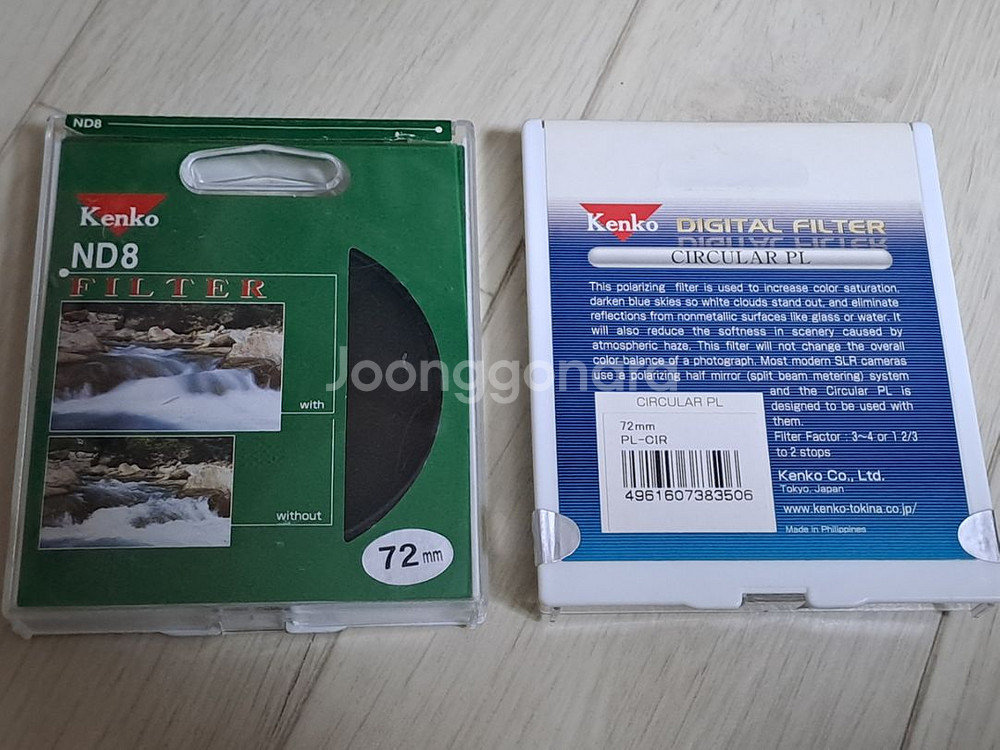 ND8
Kenko
ND8
FILTER
with
without
72mm
Joonggonara
Kenko DIGITAL FILTER
CIRCULAR PL
This polarizing filter is used to increase color saturation,
darken blue skies so white clouds stand out, and eliminate
reflections from nonmetallic surfaces like glass or water. It
will also reduce the softness in scenery caused by
atmospheric haze. This filter will not change the overall
color balance of a photograph. Most modern SLR cameras
use a polarizing half mirror (split beam metering) system
and the Circular PL is
designed to be used with
them.
Filter Factor : 3~4 or 1 2/3
to 2 stops
Kenko Co., Ltd.
Tokyo, Japan
www.kenko-tokina.co.jp/
Made in Philippines
CIRCULAR PL
72mm
PL-CIR
4961607383506